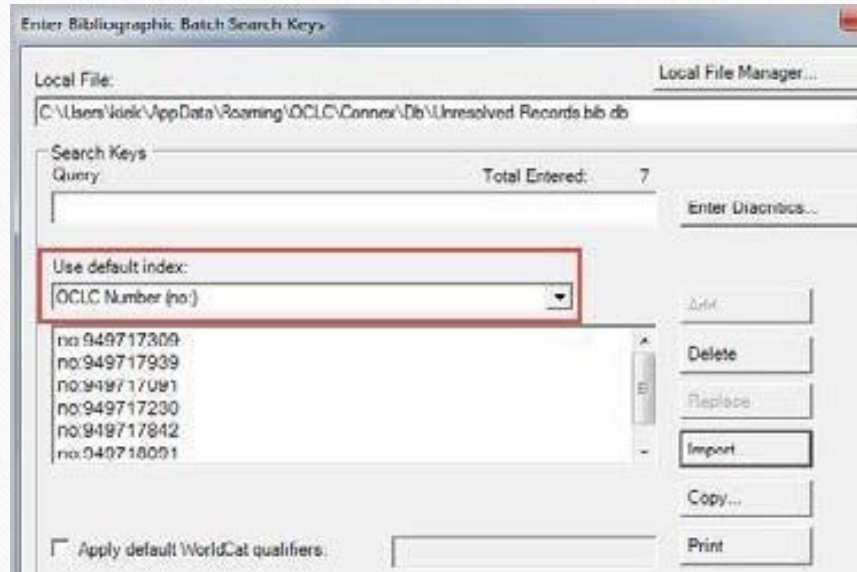 Enter Bibliographic Batch Search Keys
Local File:
Local File Manager...
C:\Users\kiek\AppData\Roaming\OCLC\Connex\Db\Unresolved Records.bib.db
Search Keys
Query:
Total Entered: 7
Enter Diacritics...
Use default index:
OCLC Number (no:)
Add
no:949717309
no:949717939
Delete
no:949717091
no:949717230
Replace
no:949717842
no:949718091
Import...
Copy...
Apply default WorldCat qualifiers:
Print